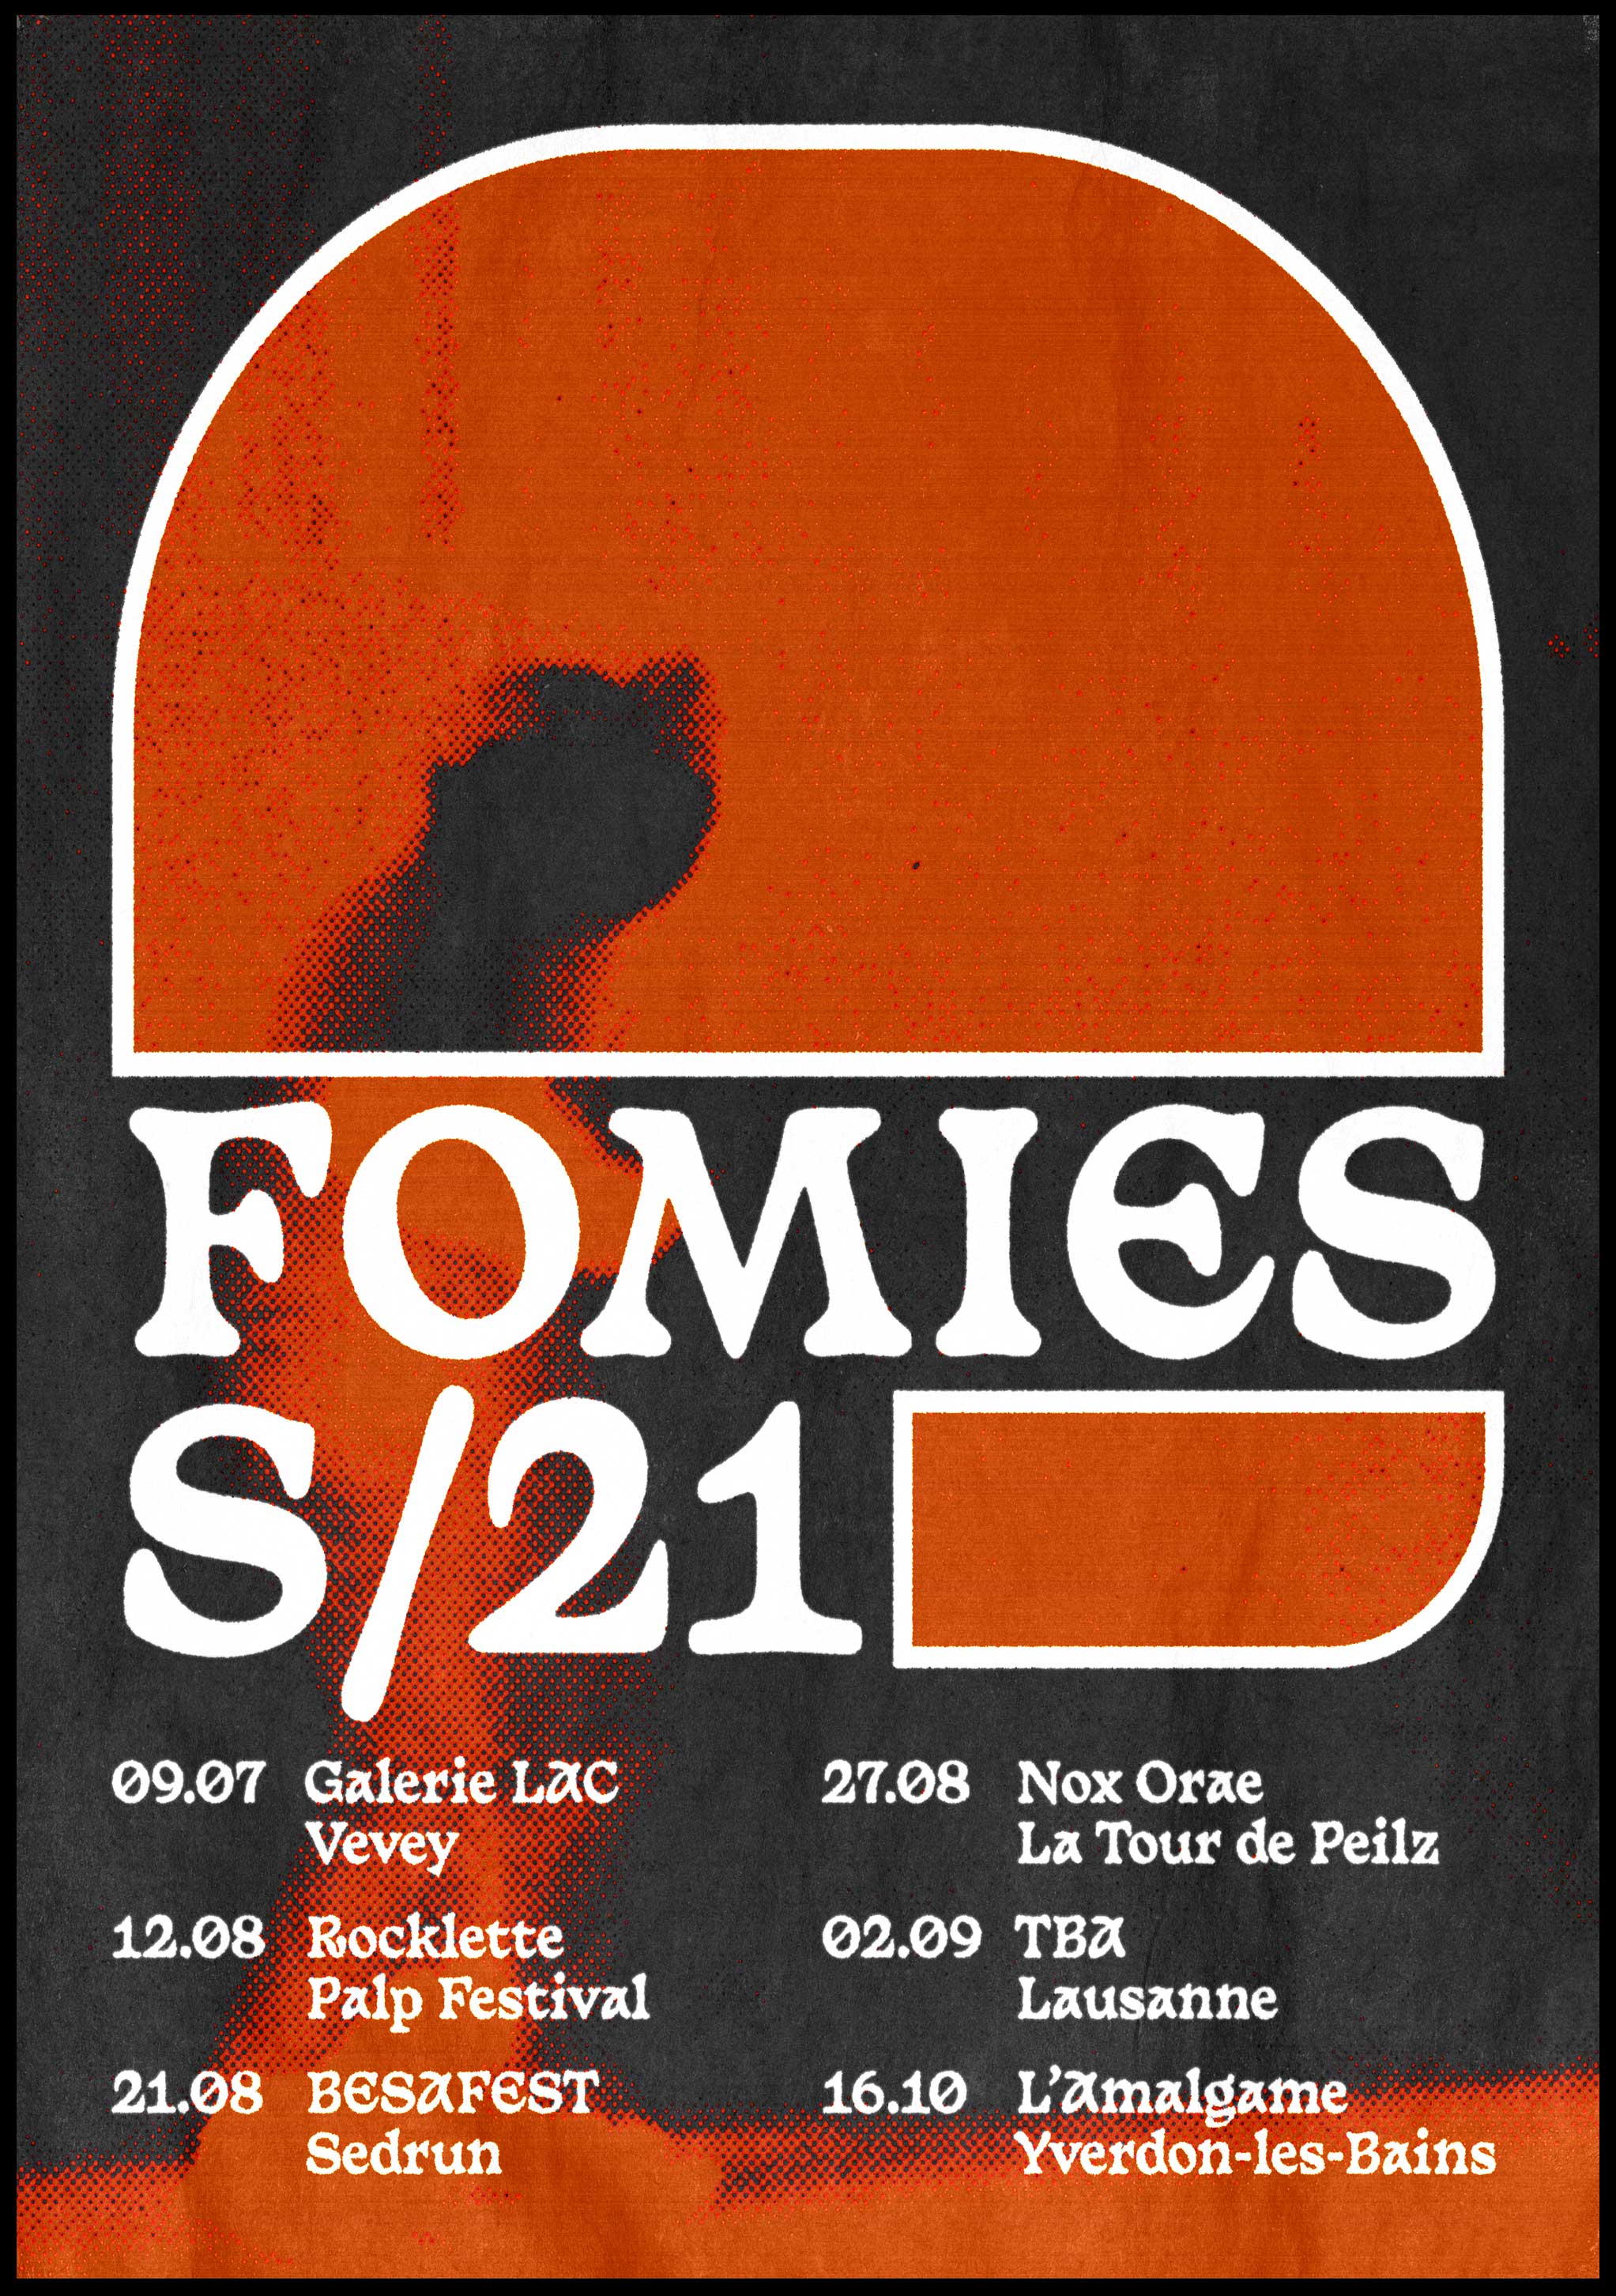 FOMIES
S/21
09.07 Galerie LAC
Vevey
12.08 Rocklette
Palp Festival
21.08 BESAFEST
Sedrun
27.08 Nox Orae
La Tour de Peilz
02.09 TBA
Lausanne
16.10 L'Amalgame
Yverdon-les-Bains